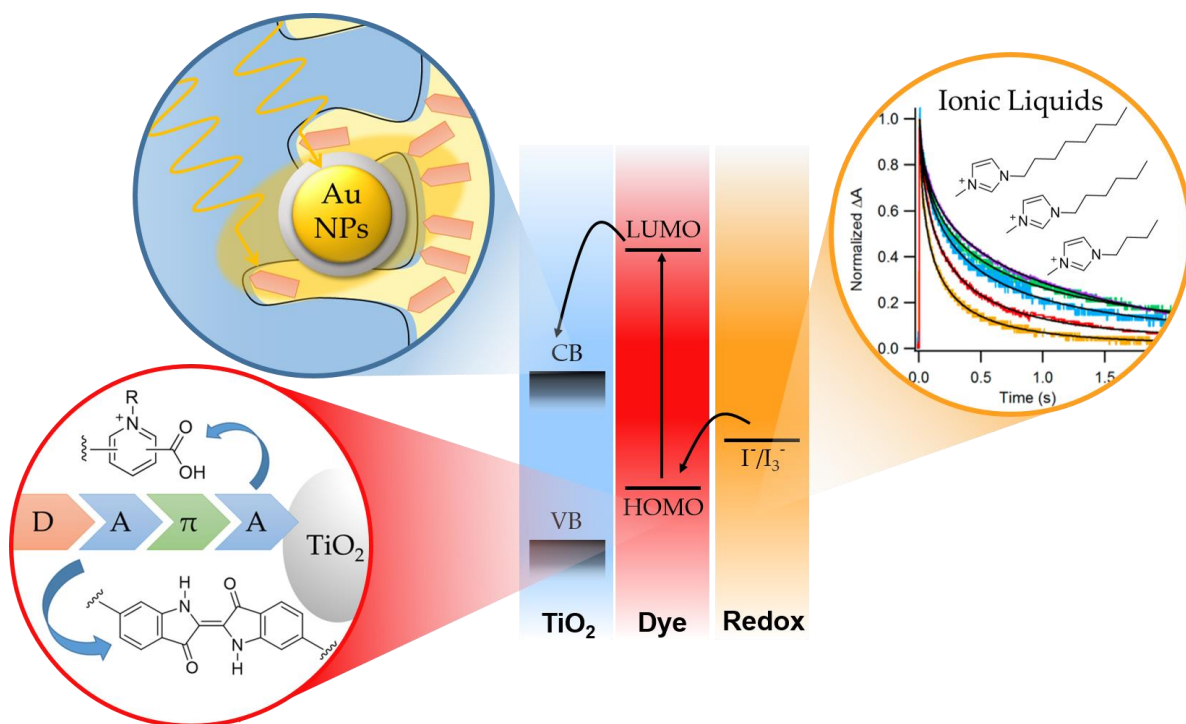 Au
NPs
Ionic Liquids
Normalized ΔA
1.0
0.8
0.6
0.4
0.2
0.0
0.0
0.5
1.0
1.5
Time (s)
+
N
N
+
N
N
+
N
N
LUMO
CB
I⁻/I₃⁻
HOMO
VB
TiO₂
Dye
Redox
R
N
+
O
OH
D
A
π
A
TiO₂
H
N
O
O
N
H